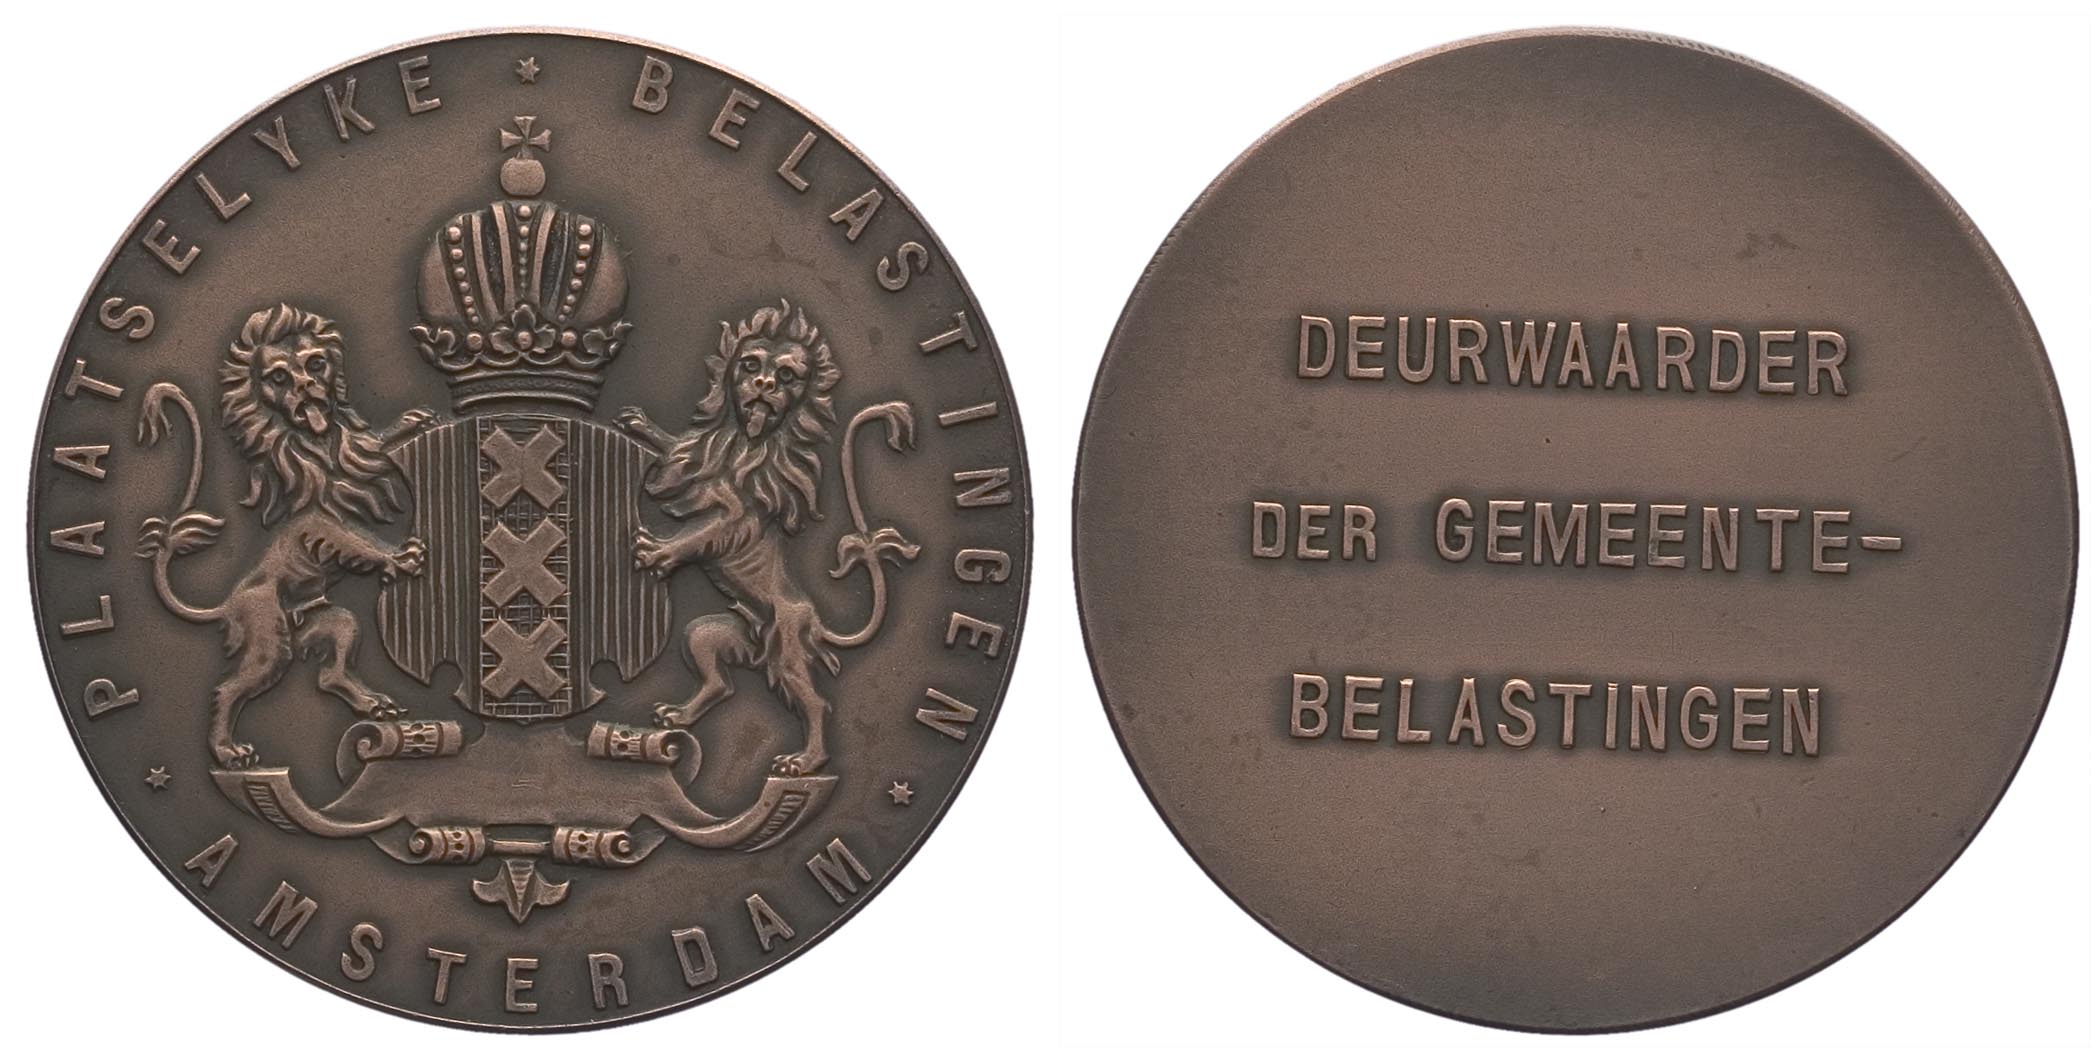 PLAATSELYKE * BELASTINGEN
* AMSTERDAM *
DEURWAARDER
DER GEMEENTE-
BELASTINGEN